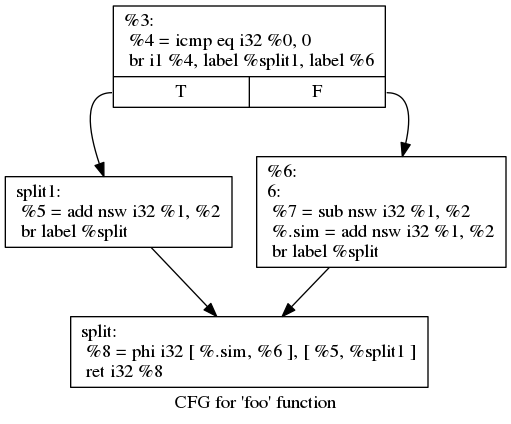 %3:
%4 = icmp eq i32 %0, 0
br i1 %4, label %split1, label %6
T F
split1:
%5 = add nsw i32 %1, %2
br label %split
%6:
6:
%7 = sub nsw i32 %1, %2
%.sim = add nsw i32 %1, %2
br label %split
split:
%8 = phi i32 [ %.sim, %6 ], [ %5, %split1 ]
ret i32 %8
CFG for 'foo' function